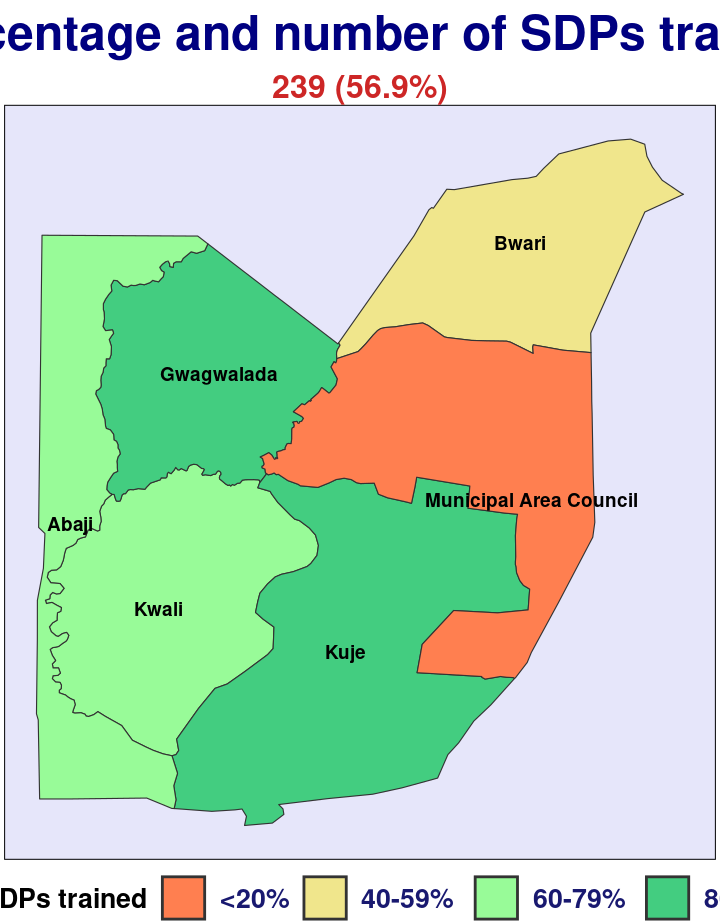 centage and number of SDPs tra
239 (56.9%)
Bwari
Gwagwalada
Municipal Area Council
Abaji
Kwali
Kuje
DPs trained <20% 40-59% 60-79% 8